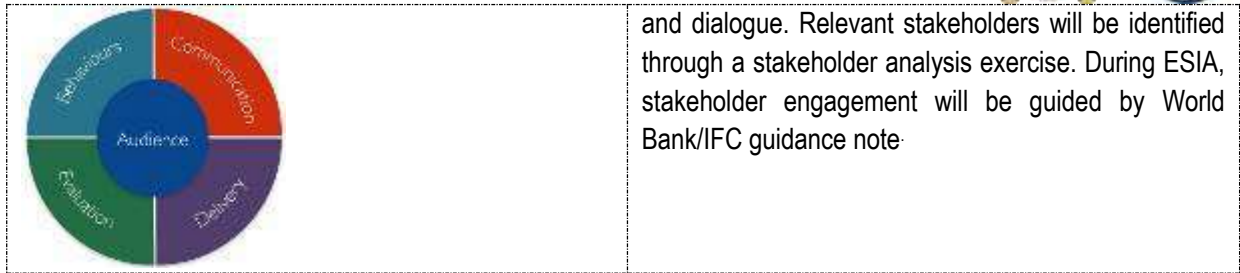 Behaviours
Communication
Audience
Evaluation
Delivery
and dialogue. Relevant stakeholders will be identified
through a stakeholder analysis exercise. During ESIA,
stakeholder engagement will be guided by World
Bank/IFC guidance note